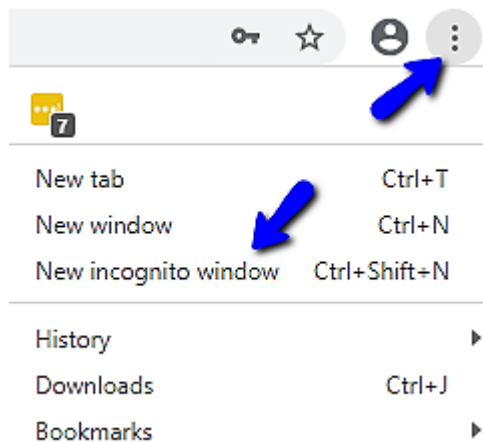 7
New tab Ctrl+T
New window Ctrl+N
New incognito window Ctrl+Shift+N
History
Downloads Ctrl+J
Bookmarks